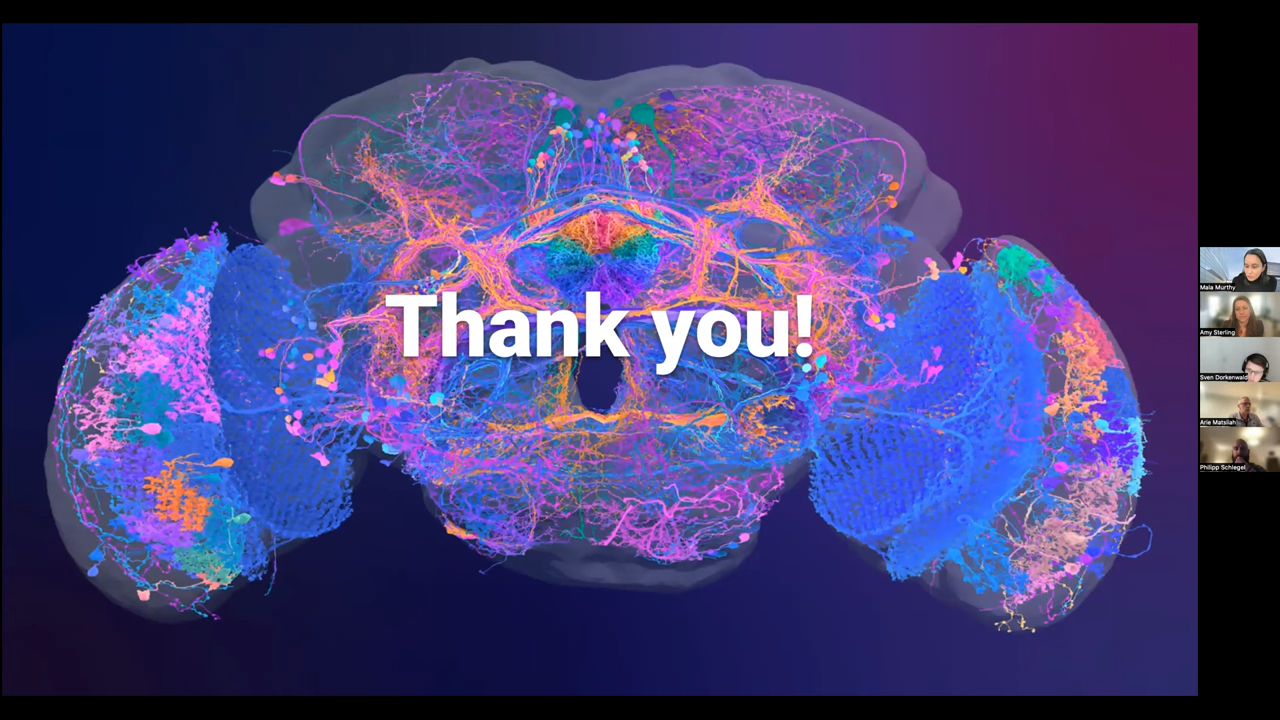 Thank you!
Mala Murthy
Amy Sterling
Sven Dorkenwald
Arie Matsliah
Philipp Schlegel